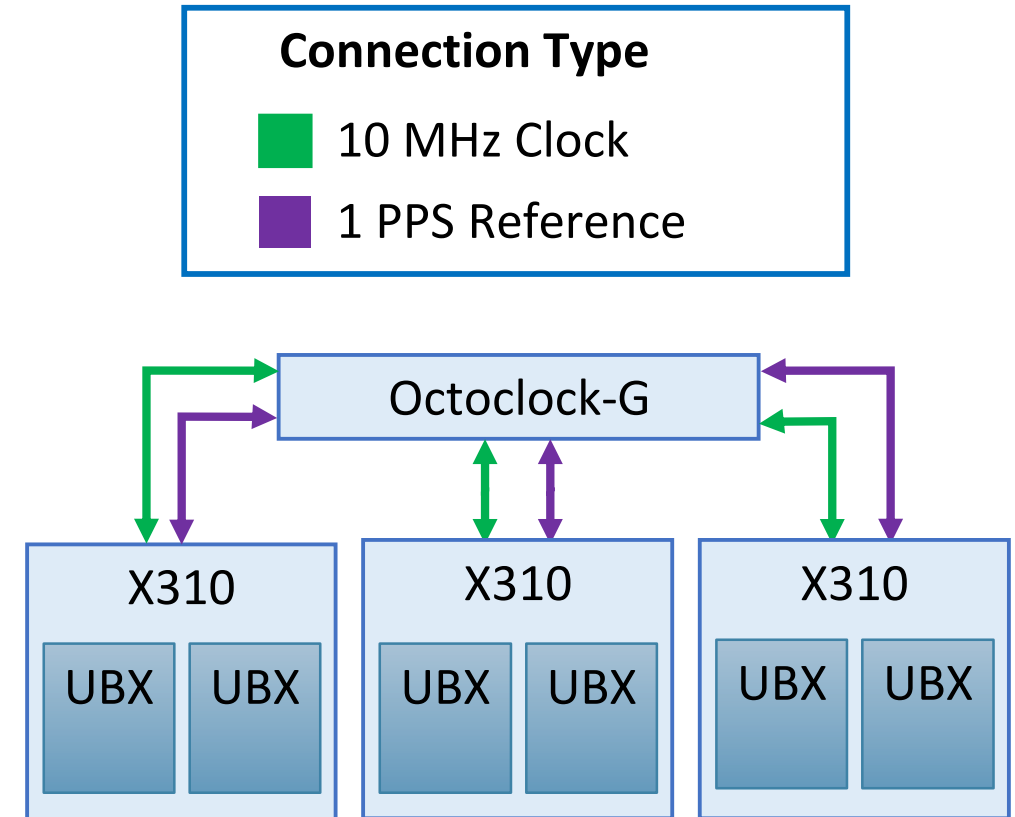 Connection Type
10 MHz Clock
1 PPS Reference
Octoclock-G
X310
X310
X310
UBX
UBX
UBX
UBX
UBX
UBX